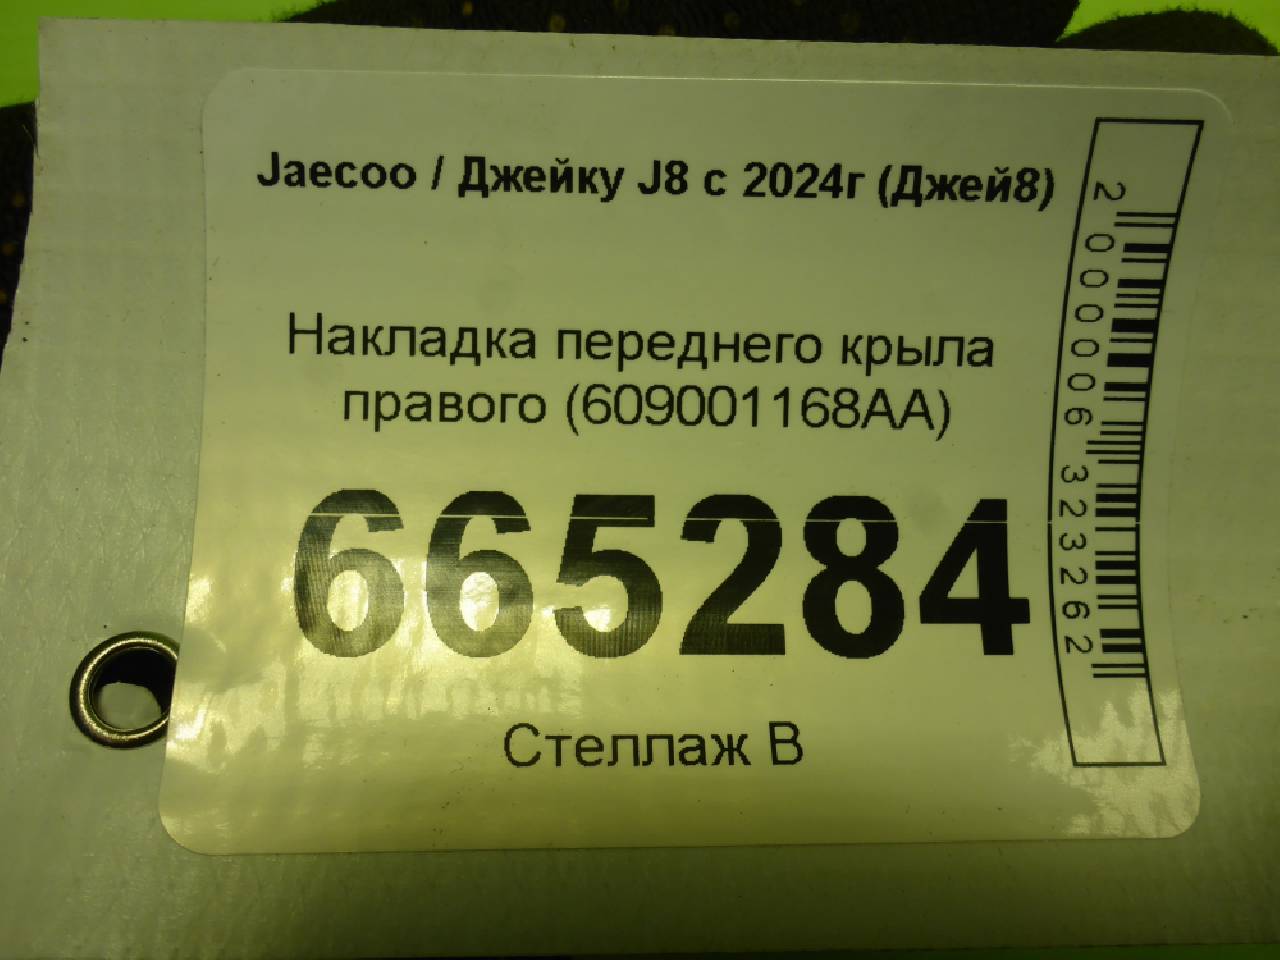 Jaecoo / Джейку J8 с 2024г (Джей8)
Накладка переднего крыла
правого (609001168AA)
665284
Стеллаж В
2000006323262